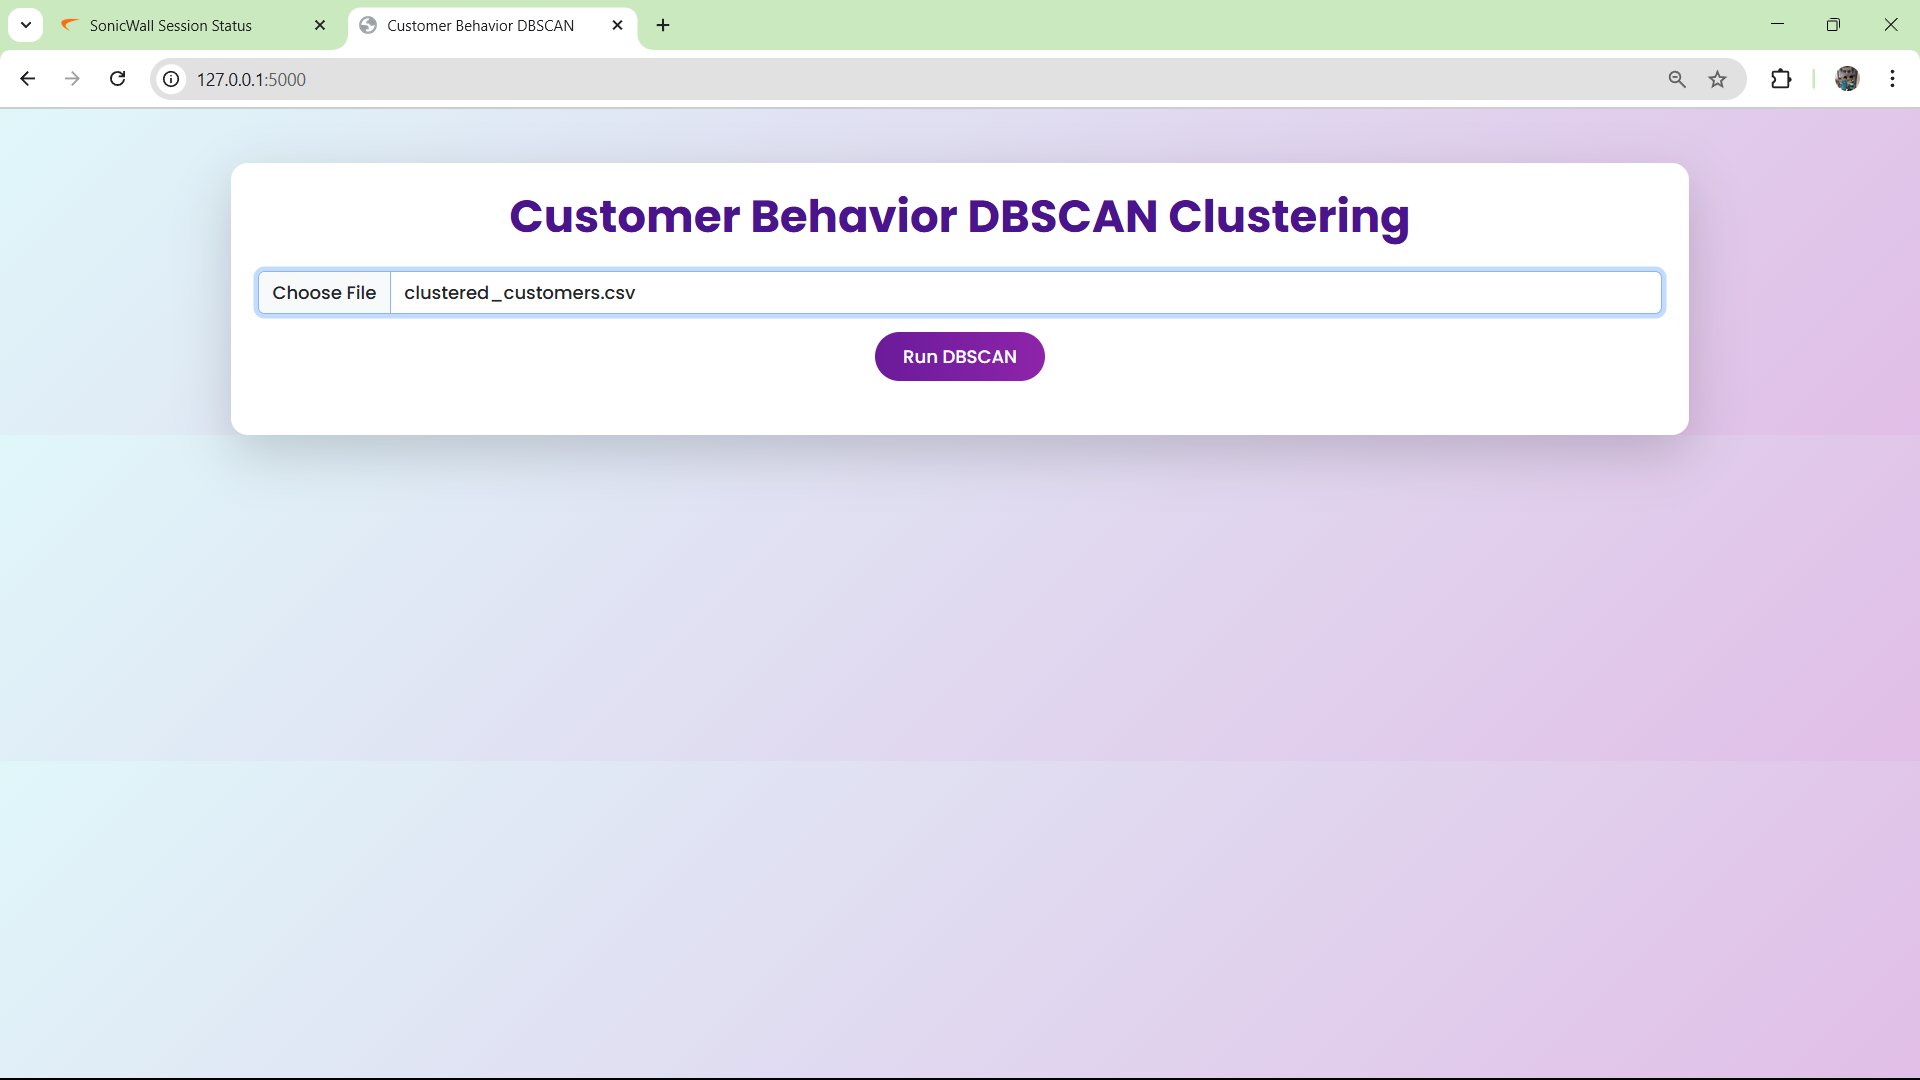 SonicWall Session Status
Customer Behavior DBSCAN
127.0.0.1:5000
Customer Behavior DBSCAN Clustering
Choose File
clustered_customers.csv
Run DBSCAN